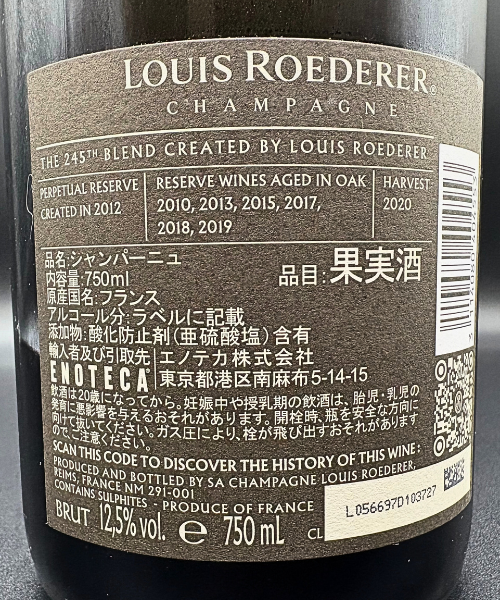 LOUIS ROEDERER
CHAMPAGNE
THE 245TH BLEND CREATED BY LOUIS ROEDERER
PERPETUAL RESERVE
CREATED IN 2012
RESERVE WINES AGED IN OAK
2010, 2013, 2015, 2017,
2018, 2019
HARVEST
2020
品名:シャンパーニュ
内容量:750ml
品目:果実酒
原産国名:フランス
アルコール分:ラベルに記載
添加物:酸化防止剤(亜硫酸塩)含有
輸入者及び引取先 エノテカ株式会社
ENOTECA 東京都港区南麻布5-14-15
飲酒は20歳になってから。妊娠中や授乳期の飲酒は、胎児・乳児の
発育に悪影響を与えるおそれがあります。開栓時、瓶を安全な方向に
向けて抜いてください。ガス圧により、栓が飛び出すおそれがあります
ので、ご注意ください。
SCAN THIS CODE TO DISCOVER THE HISTORY OF THIS WINE:
PRODUCED AND BOTTLED BY SA CHAMPAGNE LOUIS ROEDERER,
REIMS, FRANCE NM 291-001
CONTAINS SULPHITES - PRODUCE OF FRANCE
BRUT 12,5% vol. ℮ 750 ml CL
L056697D103727